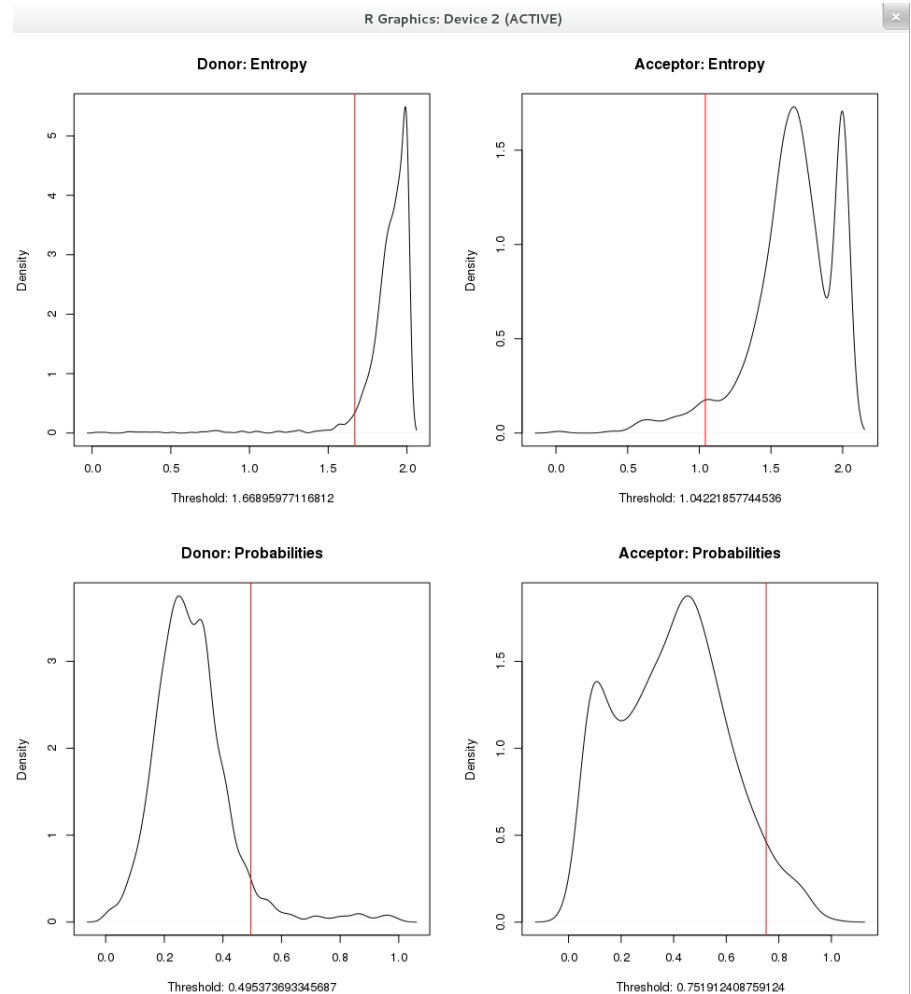 R Graphics: Device 2 (ACTIVE)
×
Donor: Entropy
Density
0 1 2 3 4 5
0.0 0.5 1.0 1.5 2.0
Threshold: 1.66895977116812
Acceptor: Entropy
Density
0.0 0.5 1.0 1.5
0.0 0.5 1.0 1.5 2.0
Threshold: 1.04221857744536
Donor: Probabilities
Density
0 1 2 3
0.0 0.2 0.4 0.6 0.8 1.0
Threshold: 0.495373693345687
Acceptor: Probabilities
Density
0.0 0.5 1.0 1.5
0.0 0.2 0.4 0.6 0.8 1.0
Threshold: 0.751912408759124